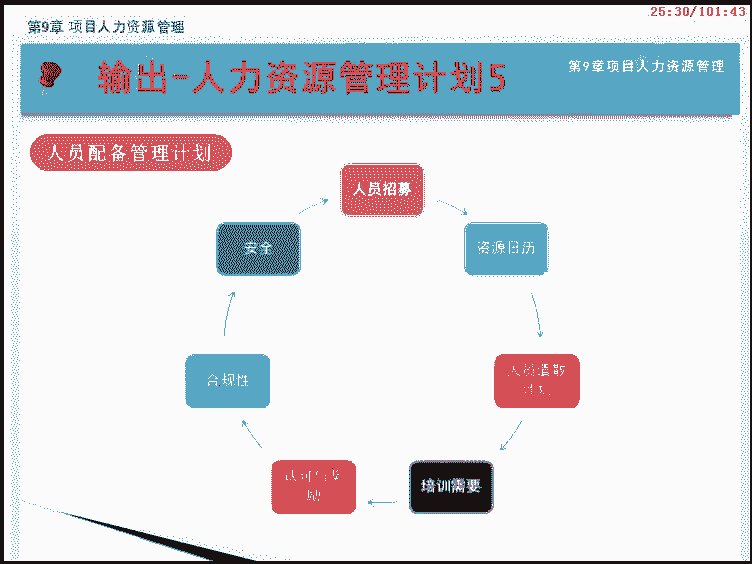 25:30/101:43
第9章 项目人力资源管理
输出-人力资源管理计划5
第9章项目人力资源管理
人员配备管理计划
人员招募
资源日历
人员遣散
计划
培训需要
认可与奖
励
合规性
安全